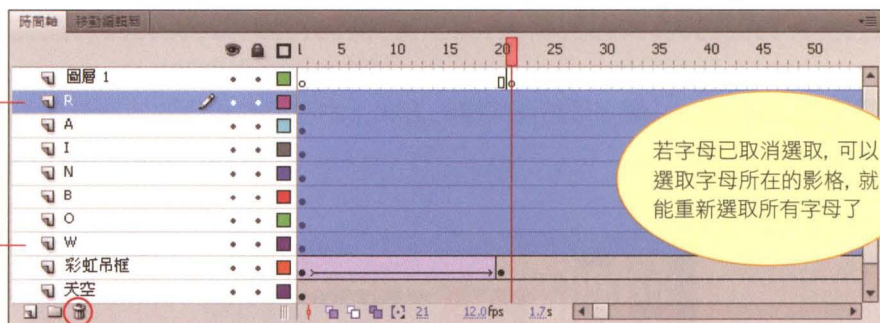 時間軸 移動編輯器
1 5 10 15 20 25 30 35 40 45 50
圖層 1
R
A
I
N
B
O
W
彩虹吊框
天空
21 12.0fps 1.7s
若字母已取消選取, 可以
選取字母所在的影格, 就
能重新選取所有字母了